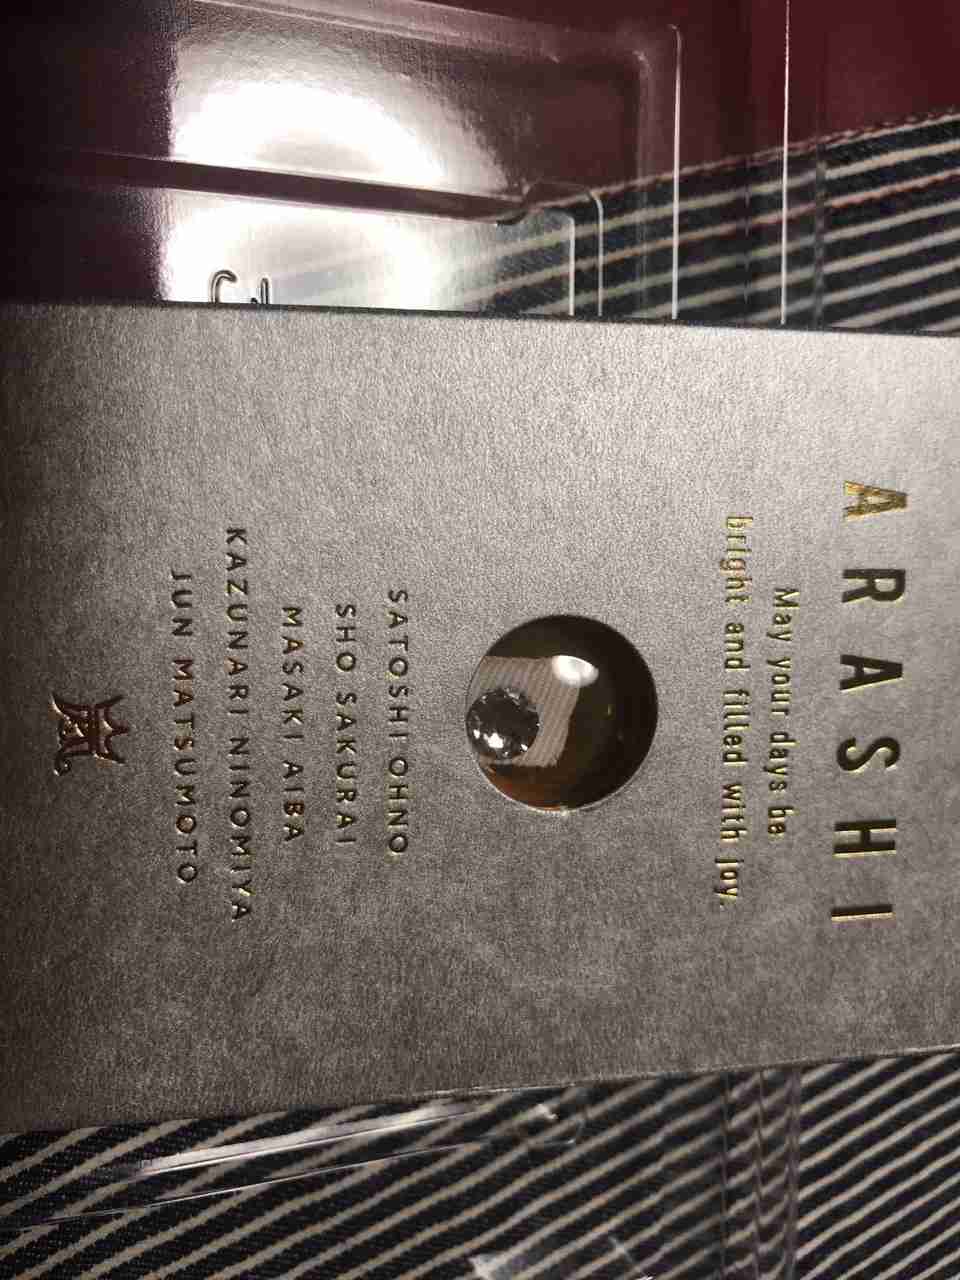 ARASHI
May your days be
bright and filled with joy.
SATOSHI OHNO
SHO SAKURAI
MASAKI AIBA
KAZUNARI NINOMIYA
JUN MATSUMOTO